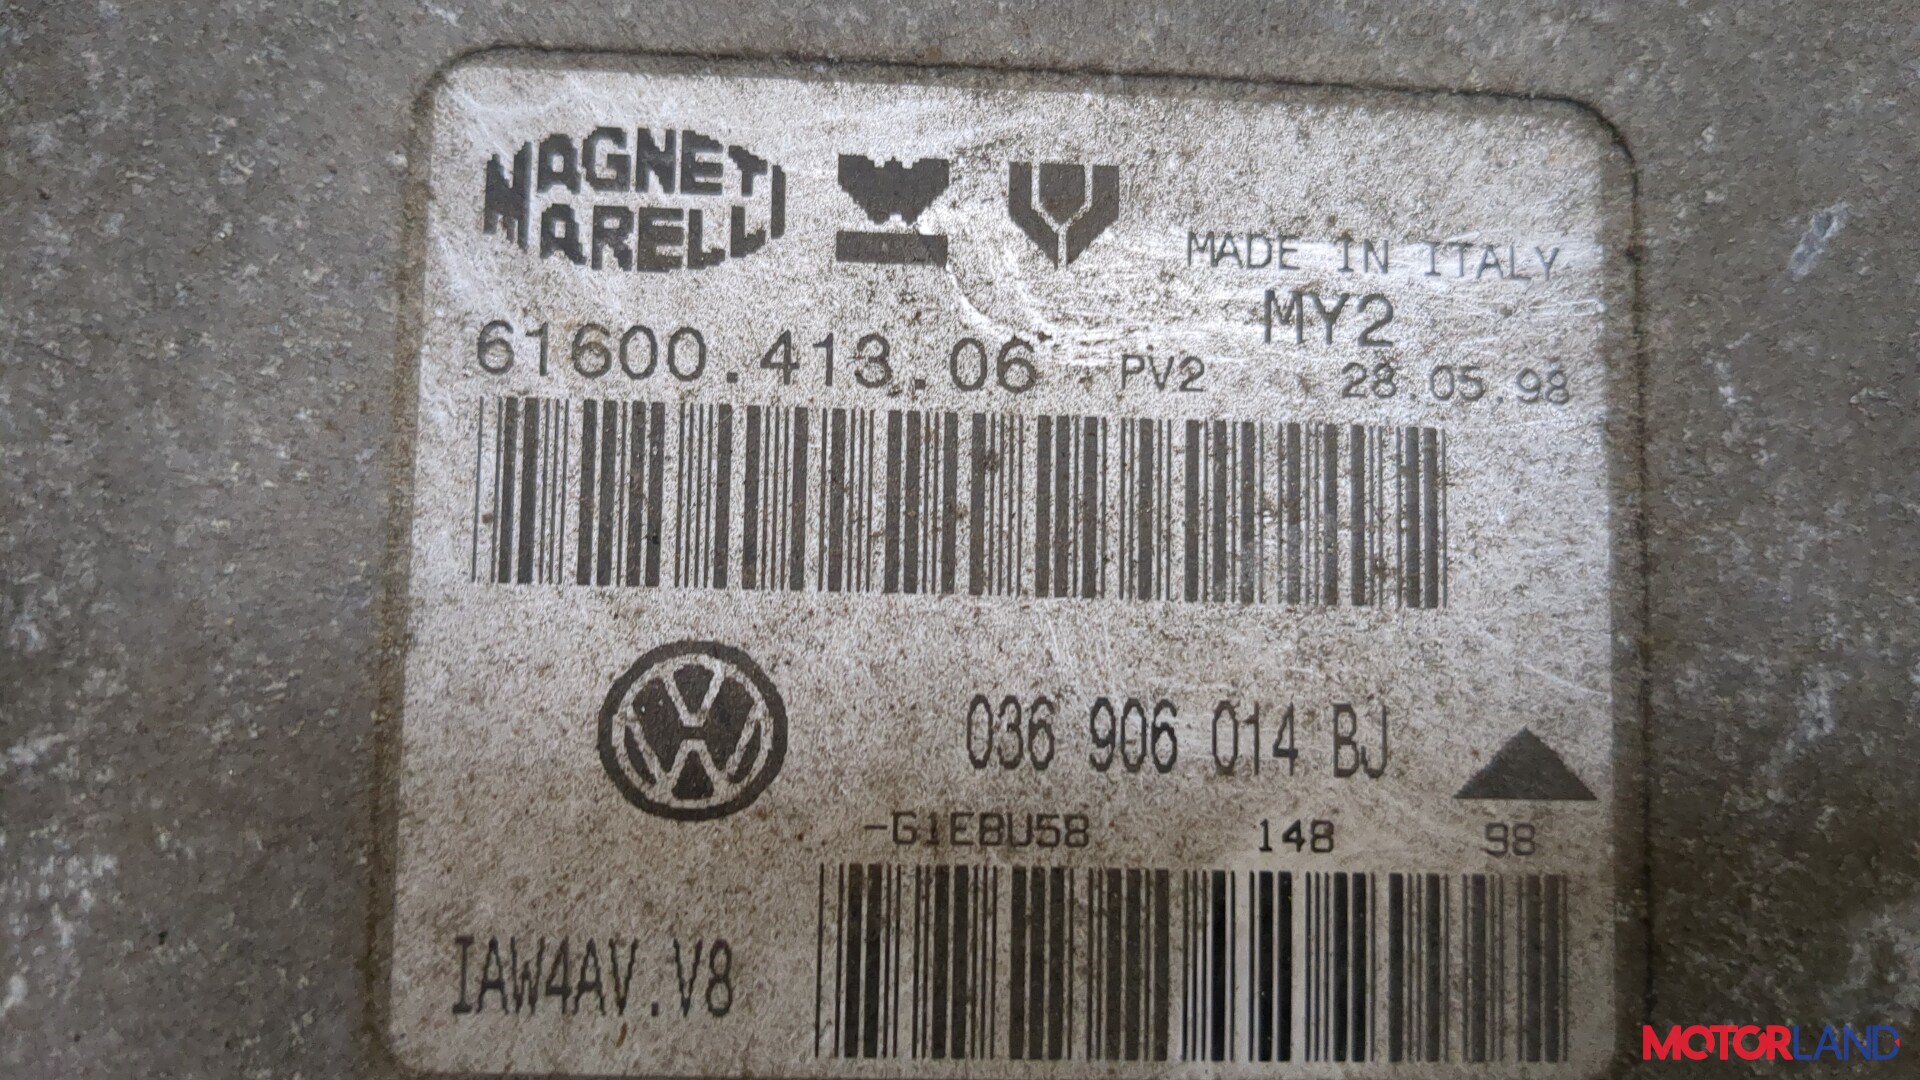 MAGNETI
MARELLI
MADE IN ITALY
MY2
61600.413.06 PV2 28.05.98
036 906 014 BJ
-G1EBU58 148 98
IAW4AV.V8
MOTORLAND